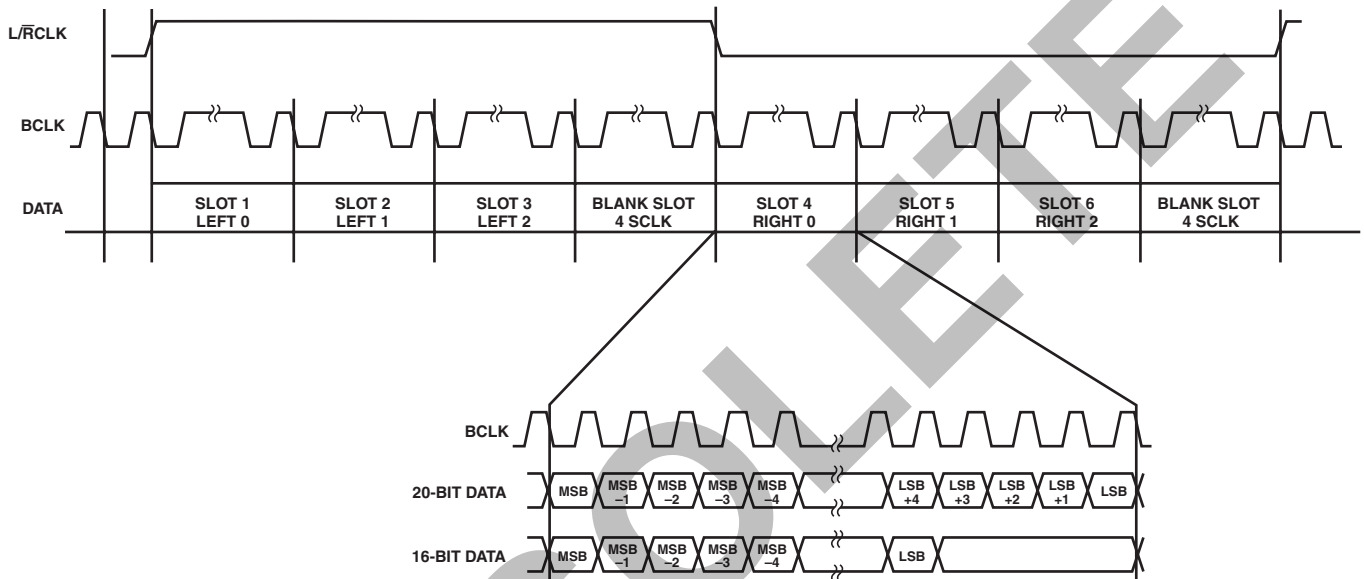 L/R̅CLK
BCLK
DATA
SLOT 1
LEFT 0
SLOT 2
LEFT 1
SLOT 3
LEFT 2
BLANK SLOT
4 SCLK
SLOT 4
RIGHT 0
SLOT 5
RIGHT 1
SLOT 6
RIGHT 2
BLANK SLOT
4 SCLK
BCLK
20-BIT DATA
MSB
MSB
–1
MSB
–2
MSB
–3
MSB
–4
LSB
+4
LSB
+3
LSB
+2
LSB
+1
LSB
16-BIT DATA
MSB
MSB
–1
MSB
–2
MSB
–3
MSB
–4
LSB
OLETE